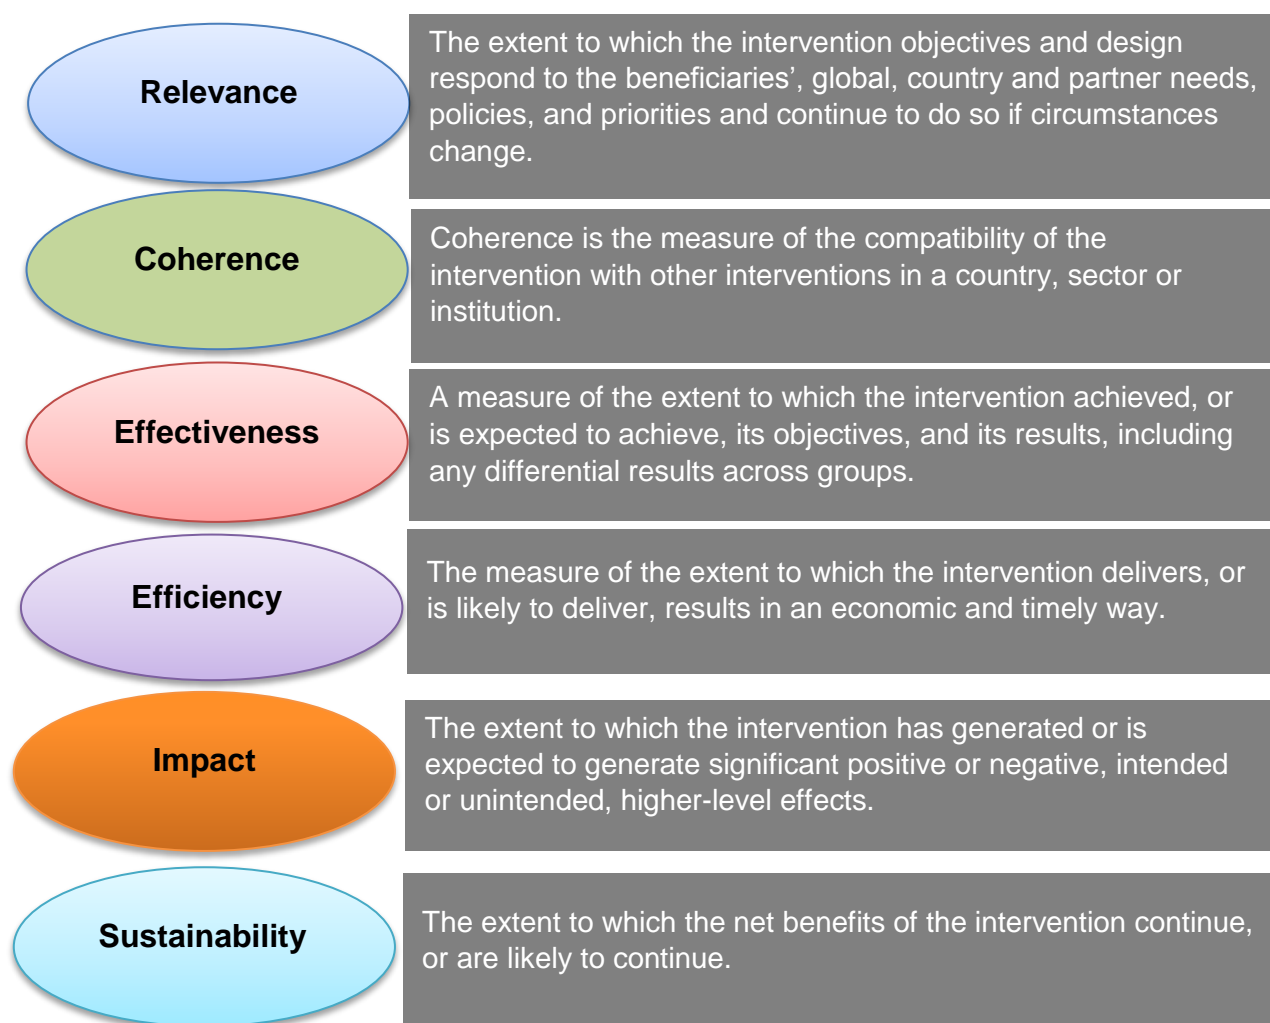 Relevance
The extent to which the intervention objectives and design
respond to the beneficiaries’, global, country and partner needs,
policies, and priorities and continue to do so if circumstances
change.
Coherence
Coherence is the measure of the compatibility of the
intervention with other interventions in a country, sector or
institution.
Effectiveness
A measure of the extent to which the intervention achieved, or
is expected to achieve, its objectives, and its results, including
any differential results across groups.
Efficiency
The measure of the extent to which the intervention delivers, or
is likely to deliver, results in an economic and timely way.
Impact
The extent to which the intervention has generated or is
expected to generate significant positive or negative, intended
or unintended, higher-level effects.
Sustainability
The extent to which the net benefits of the intervention continue,
or are likely to continue.